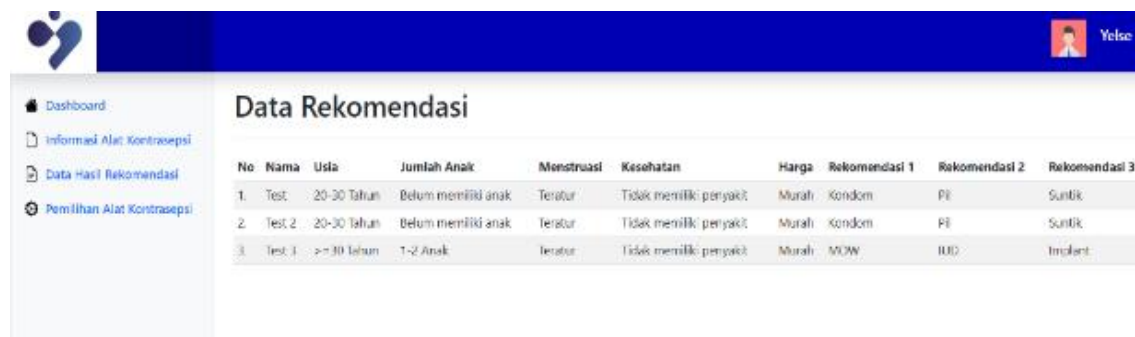 Yelse
Dashboard
Informasi Alat Kontrasepsi
Data Hasil Rekomendasi
Pemilihan Alat Kontrasepsi
Data Rekomendasi
No Nama Usia Jumlah Anak Menstruasi Kesehatan Harga Rekomendasi 1 Rekomendasi 2 Rekomendasi 3
1. Test 20-30 Tahun Belum memiliki anak Teratur Tidak memiliki penyakit Murah Kondom Pil Suntik
2. Test 2 20-30 Tahun Belum memiliki anak Teratur Tidak memiliki penyakit Murah Kondom Pil Suntik
3. Test 3 >=30 Tahun 1-2 Anak Teratur Tidak memiliki penyakit Murah MOW IUD Implant